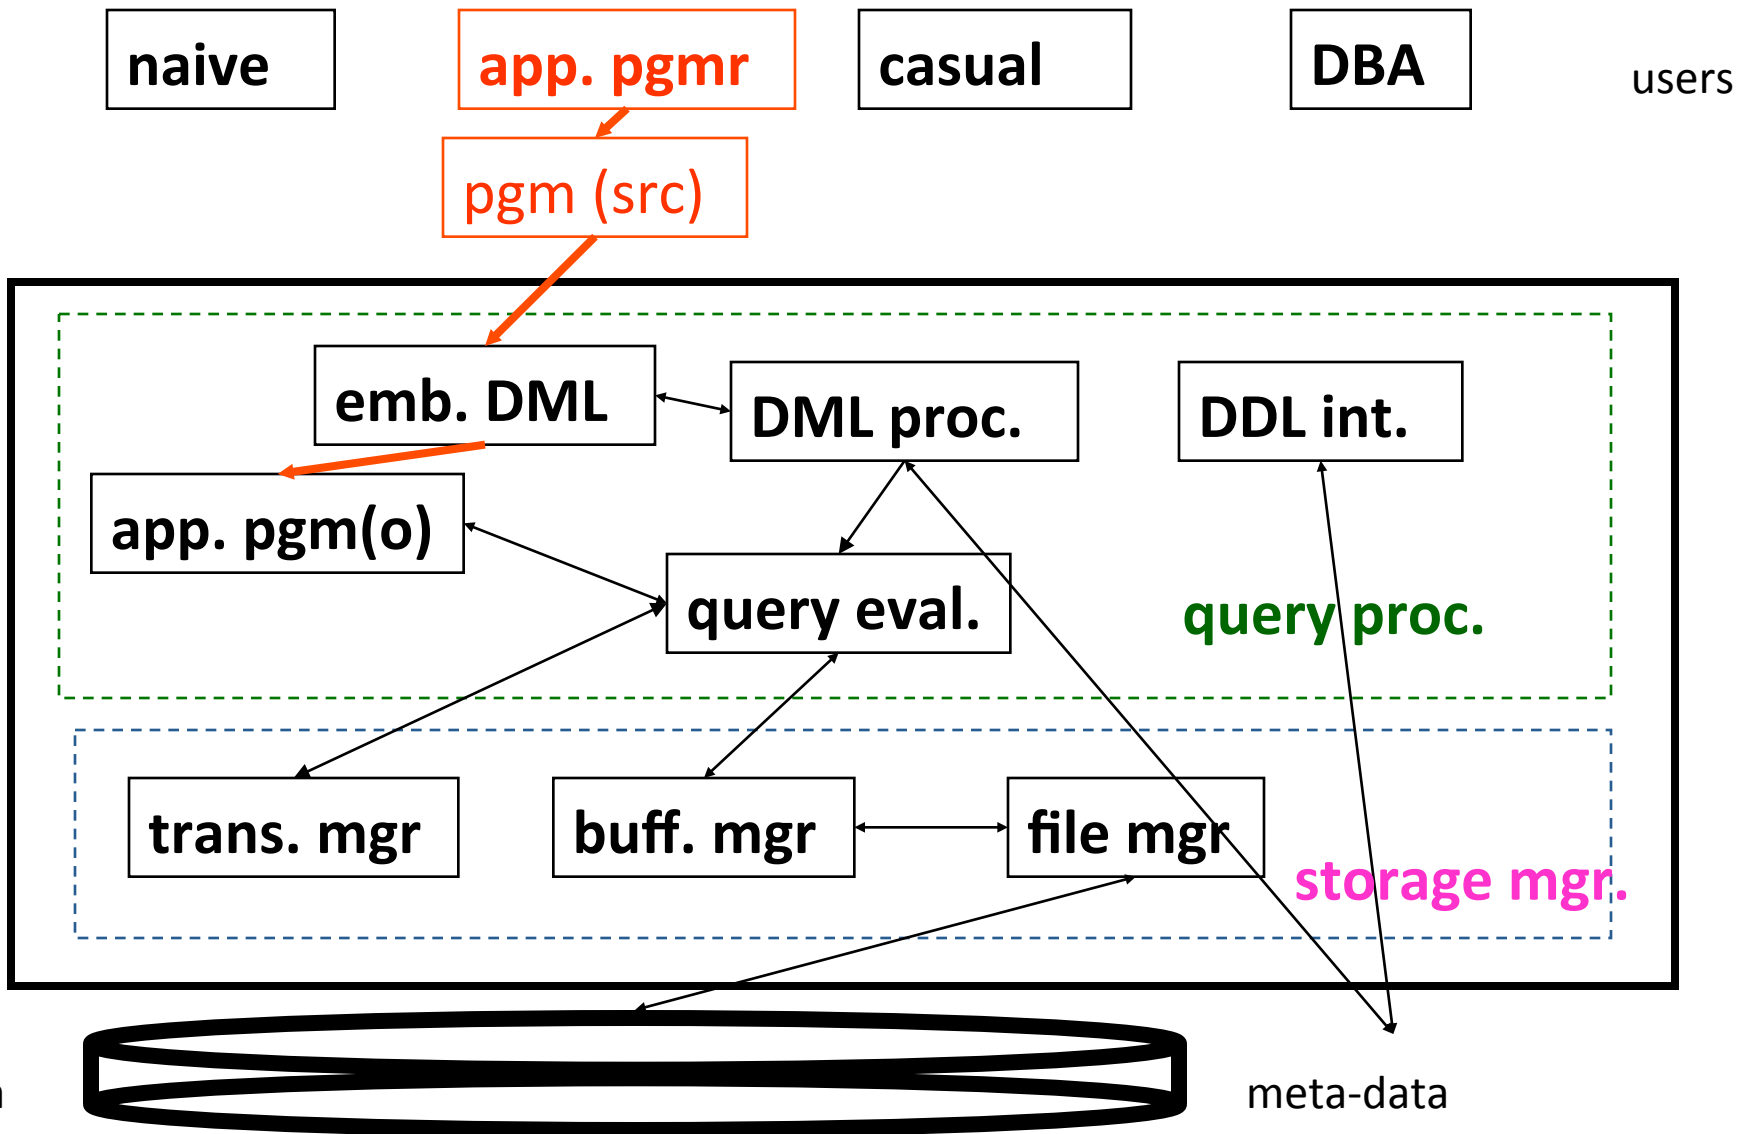 naive
app. pgmr
casual
DBA
users
pgm (src)
emb. DML
DML proc.
DDL int.
app. pgm(o)
query eval.
query proc.
trans. mgr
buff. mgr
file mgr
storage mgr.
meta-data